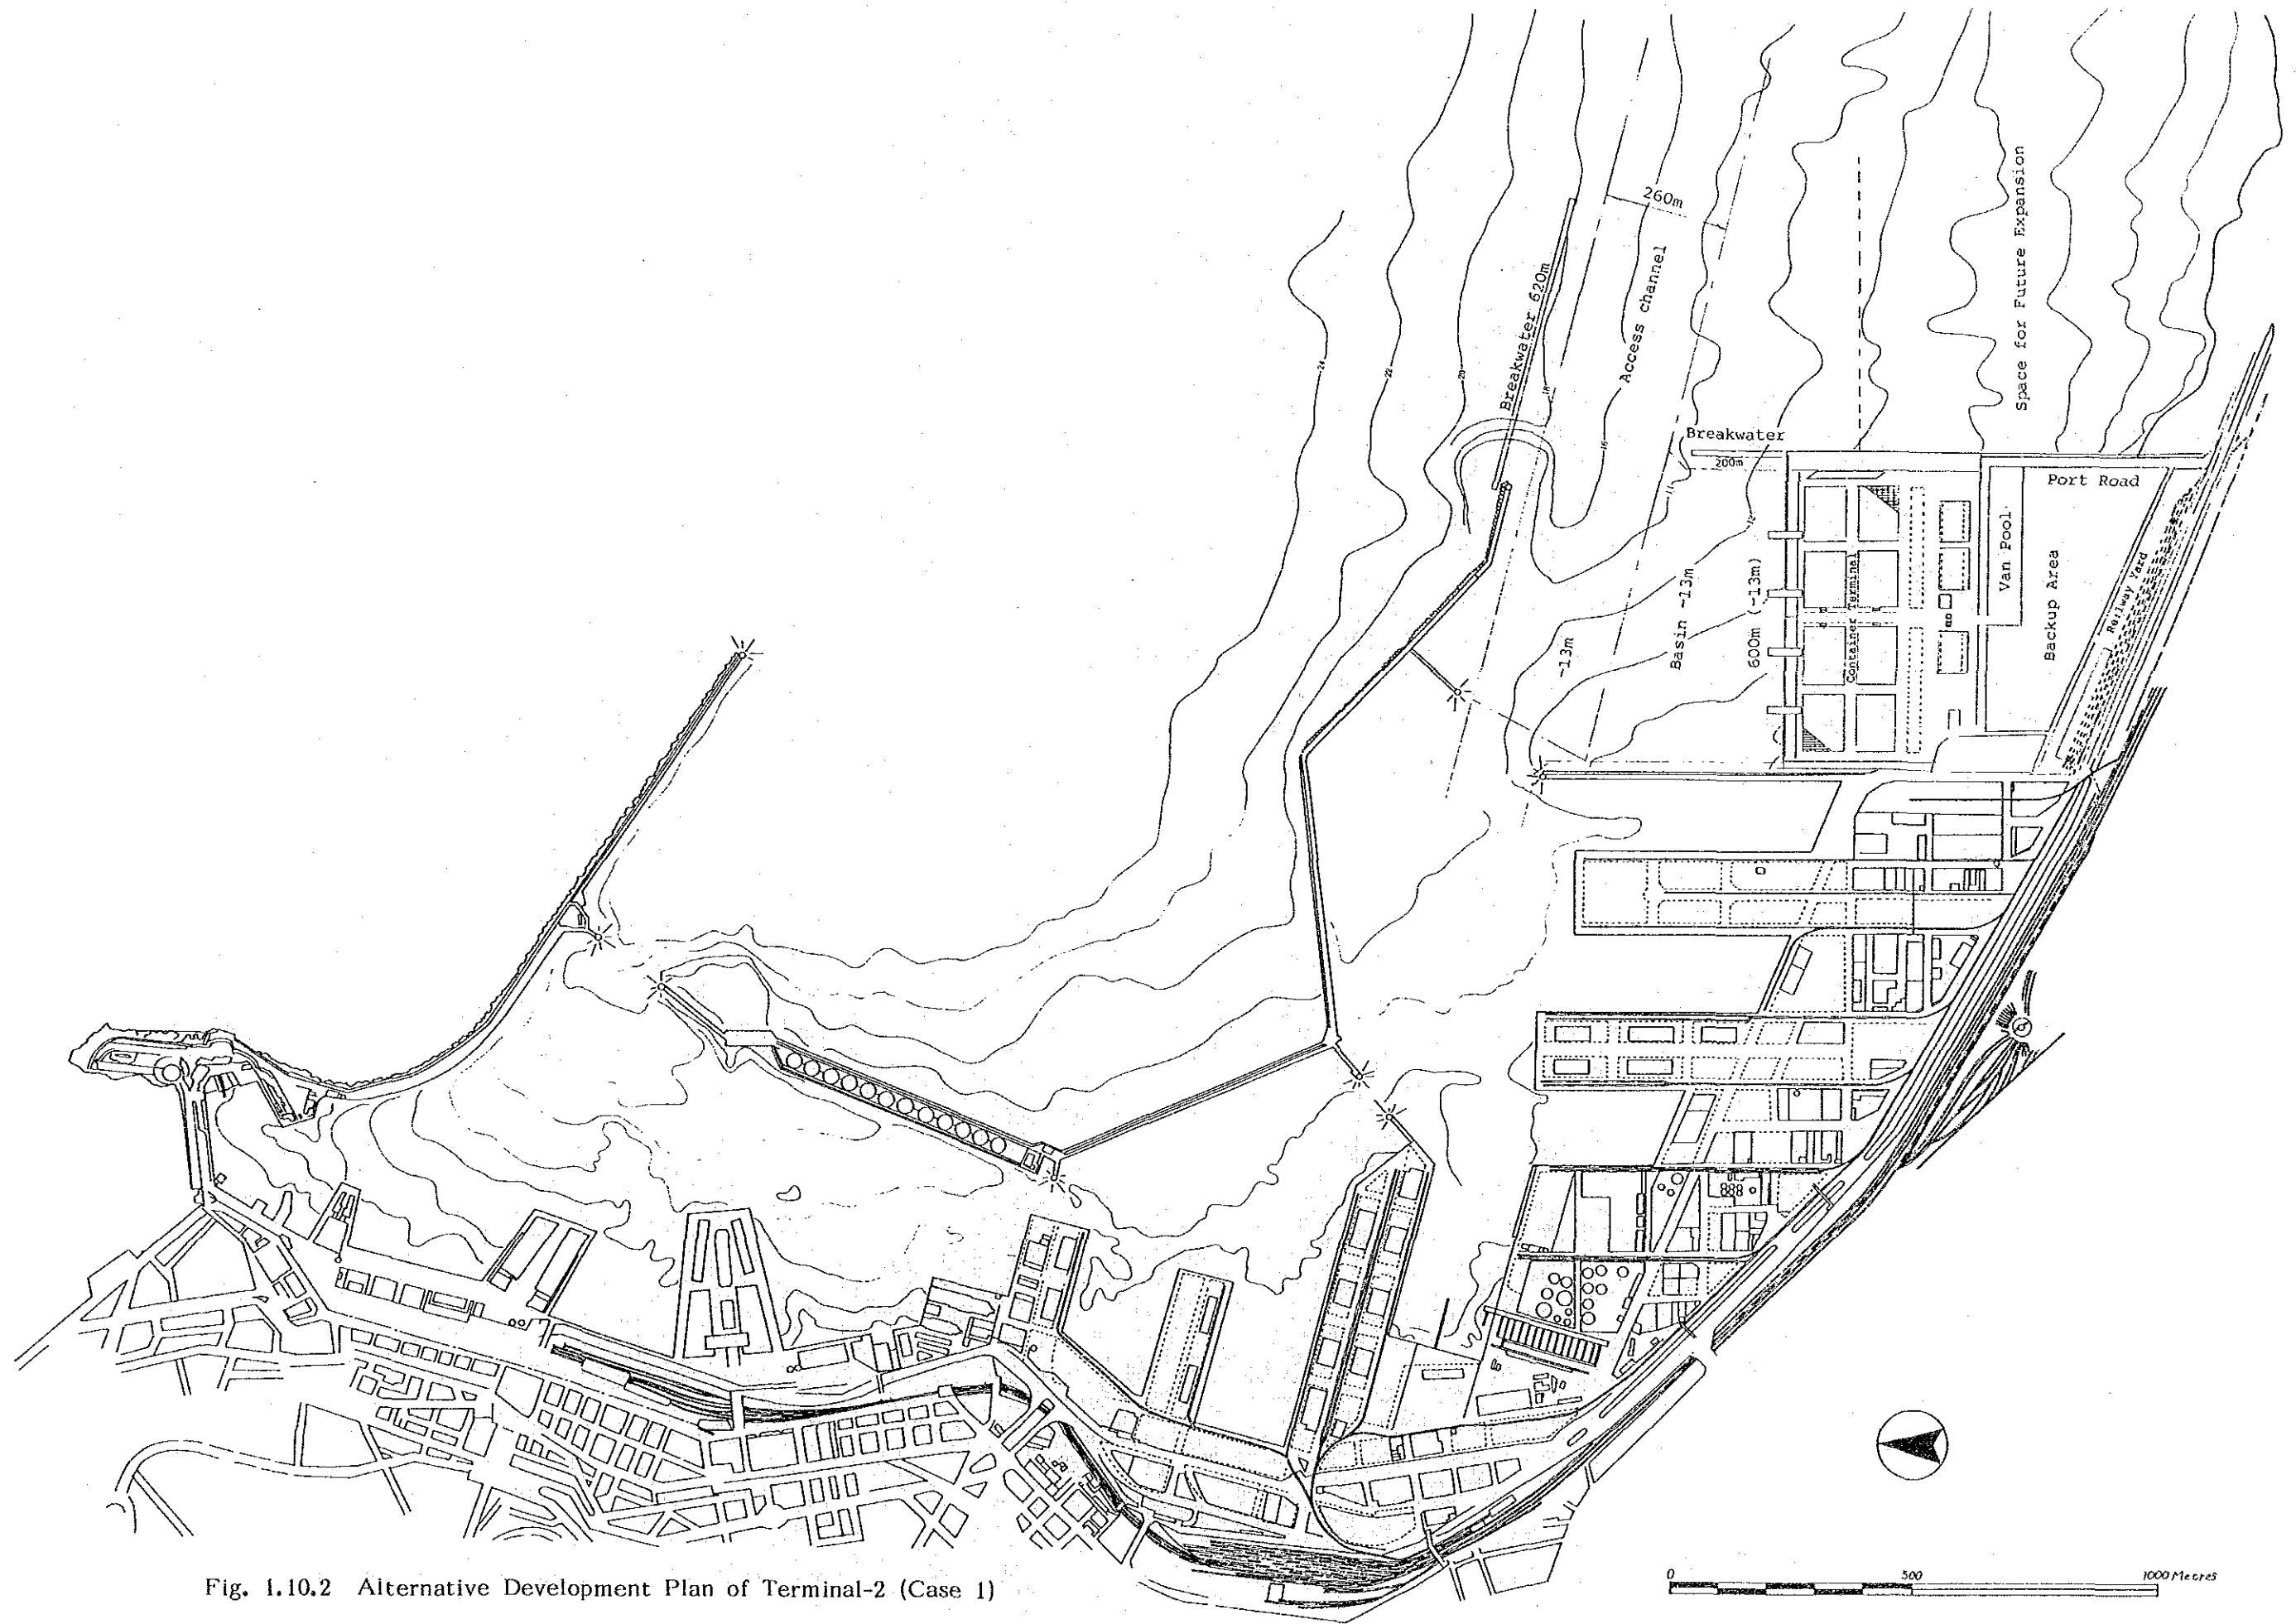 260m
Space for Future Expansion
Access channel
Breakwater 620m
24
22
20
18
16
Breakwater
200m
12
Port Road
Van Pool
Backup Area
Railway Yard
Container Terminal
600m (-13m)
Basin -13m
-13m
Fig. 1.10.2 Alternative Development Plan of Terminal-2 (Case 1)
0 500 1000 Metres